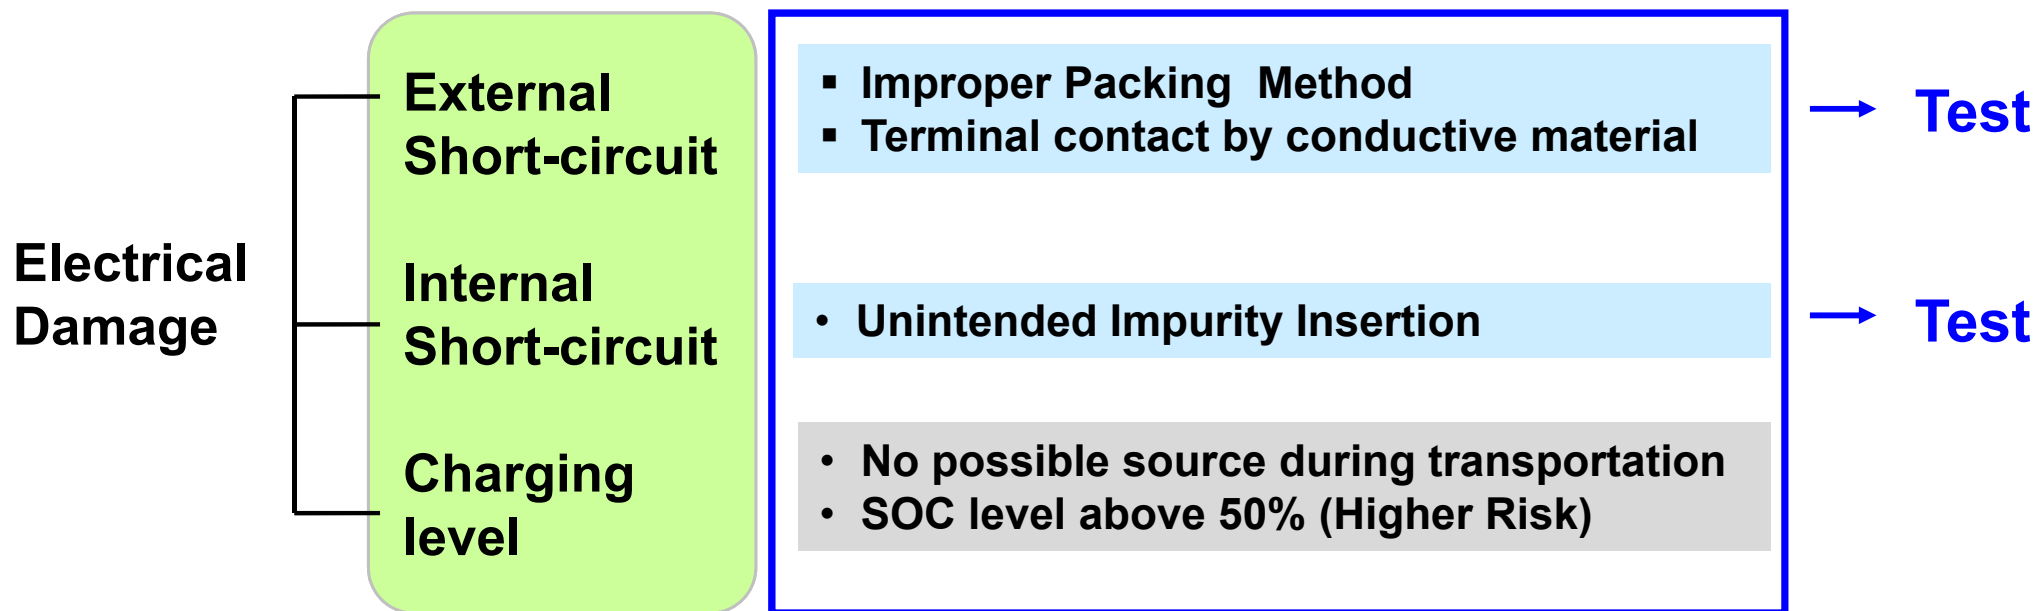 Electrical
Damage
External
Short-circuit
▪ Improper Packing  Method
▪ Terminal contact by conductive material
Test
Internal
Short-circuit
• Unintended Impurity Insertion
Test
Charging
level
• No possible source during transportation
• SOC level above 50% (Higher Risk)